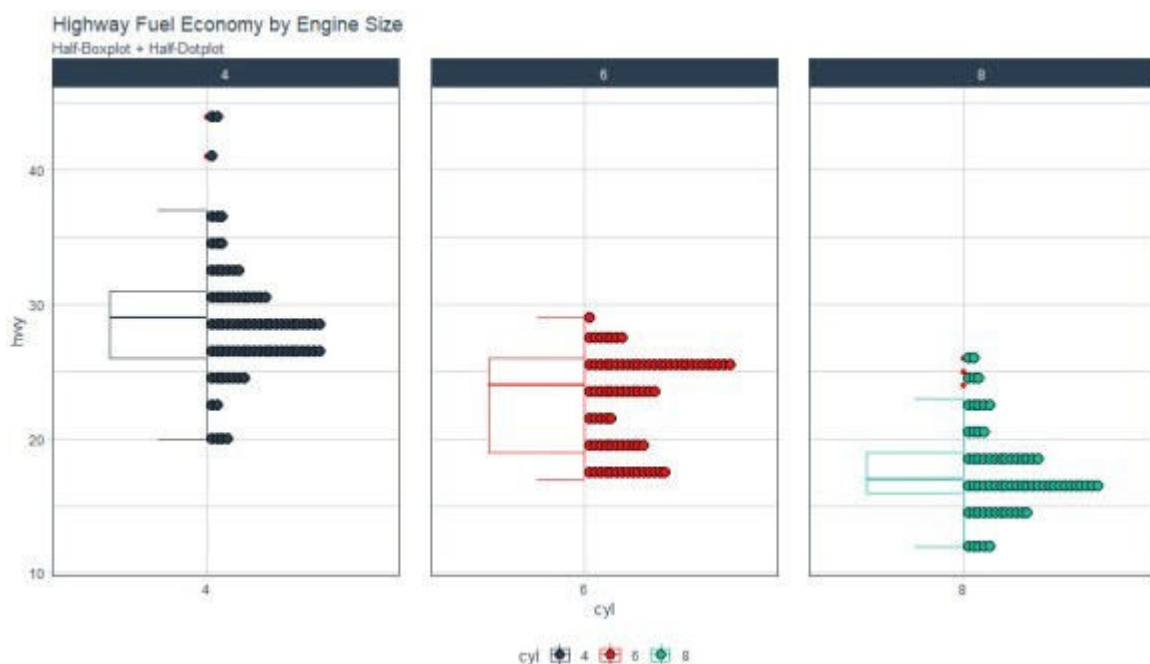 Highway Fuel Economy by Engine Size
Half-Boxplot + Half-Dotplot
4 6 8
40
30
hwy
20
10
4 6 8
cyl
cyl 4 6 8